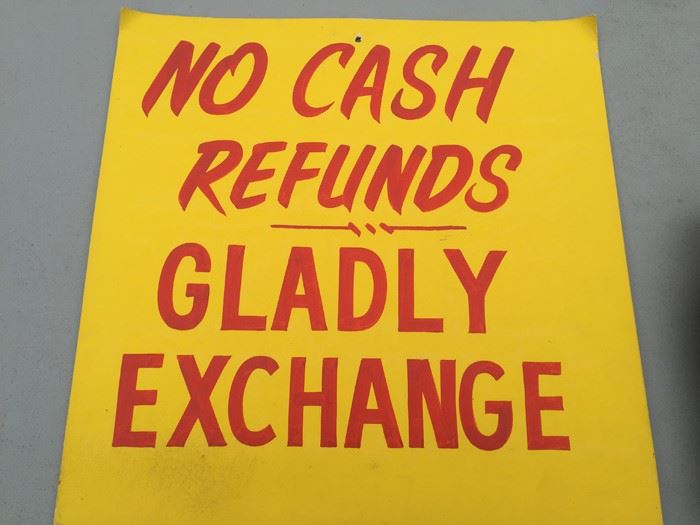 NO CASH
REFUNDS
GLADLY
EXCHANGE